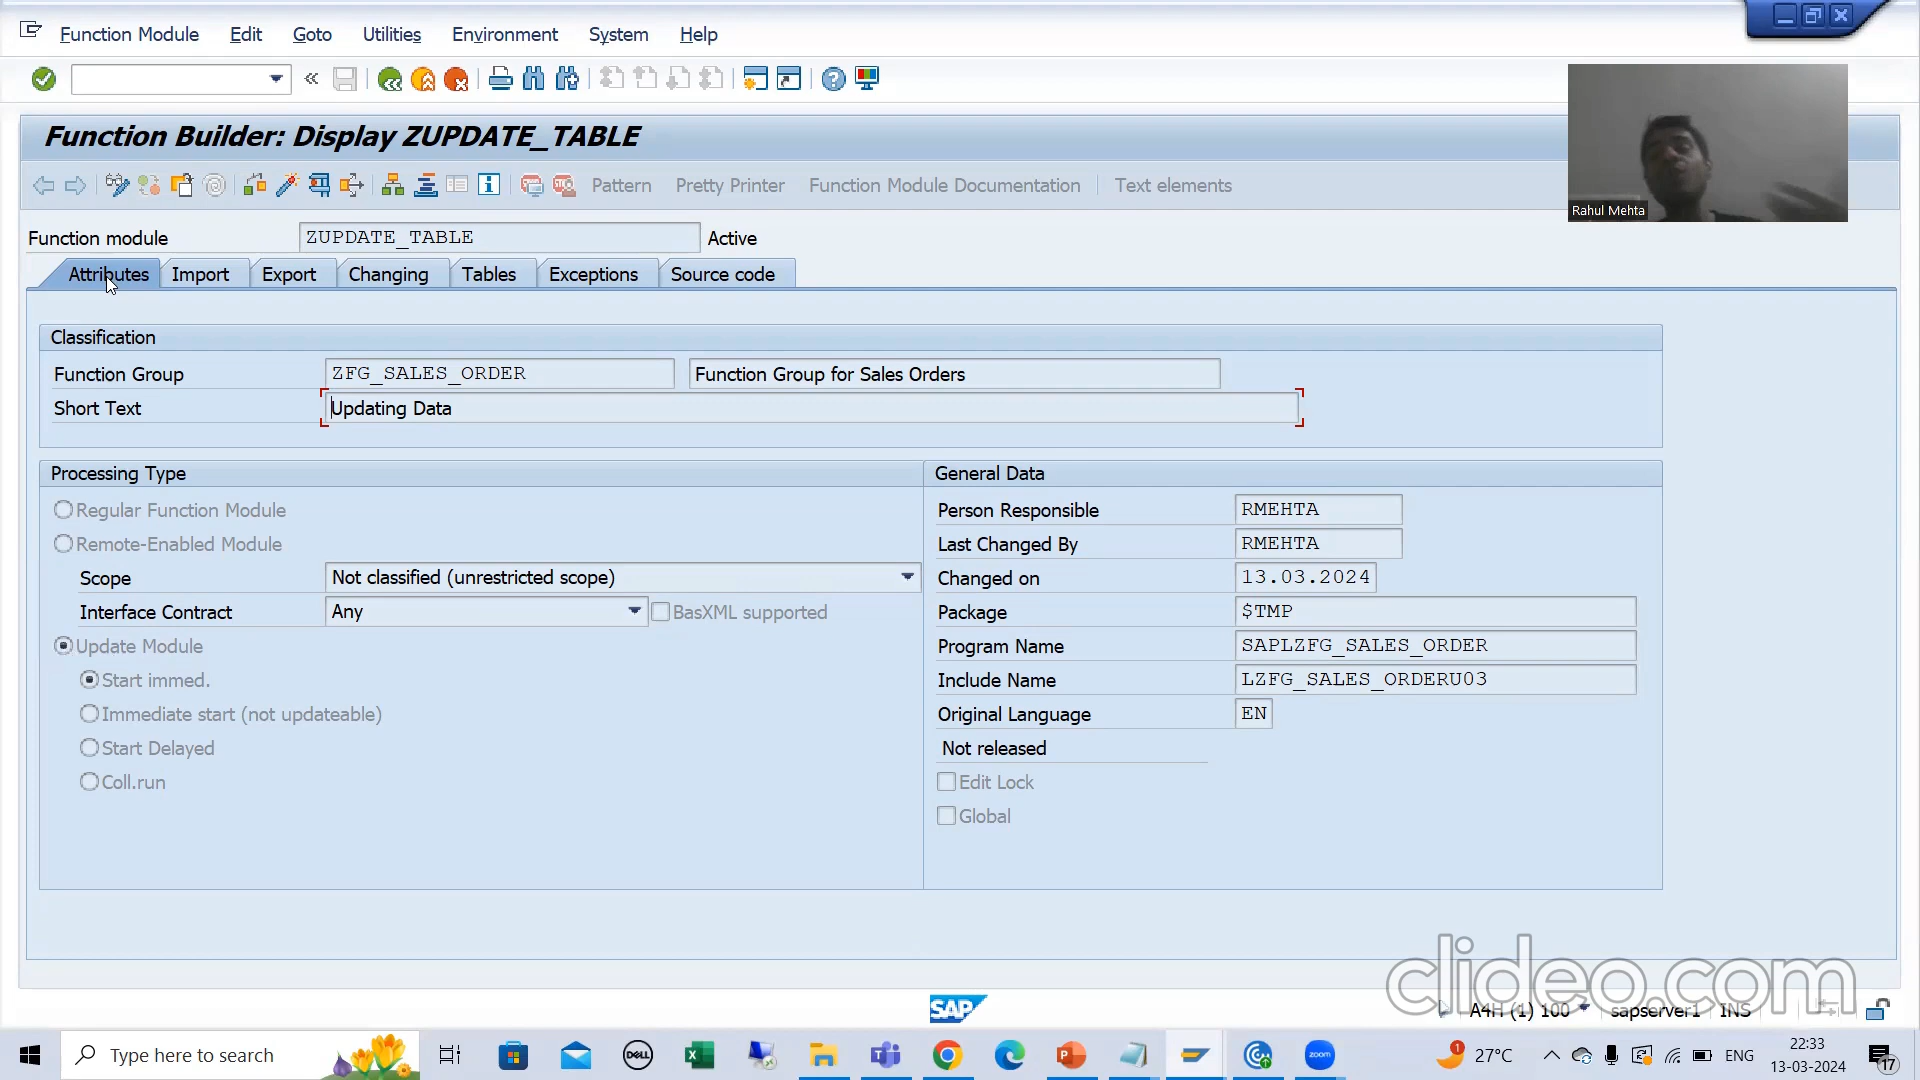 Function Module Edit Goto Utilities Environment System Help
Function Builder: Display ZUPDATE_TABLE
Pattern Pretty Printer Function Module Documentation Text elements
Rahul Mehta
Function module ZUPDATE_TABLE Active
Attributes Import Export Changing Tables Exceptions Source code
Classification
Function Group ZFG_SALES_ORDER Function Group for Sales Orders
Short Text Updating Data
Processing Type
Regular Function Module
Remote-Enabled Module
Scope Not classified (unrestricted scope)
Interface Contract Any BasXML supported
Update Module
Start immed.
Immediate start (not updateable)
Start Delayed
Coll.run
General Data
Person Responsible RMEHTA
Last Changed By RMEHTA
Changed on 13.03.2024
Package $TMP
Program Name SAPLZFG_SALES_ORDER
Include Name LZFG_SALES_ORDERU03
Original Language EN
Not released
Edit Lock
Global
clideo.com
SAP
A4H (1) 100 sapserver1 INS
Type here to search
DELL
zoom
1
27°C
ENG
22:33
13-03-2024
17